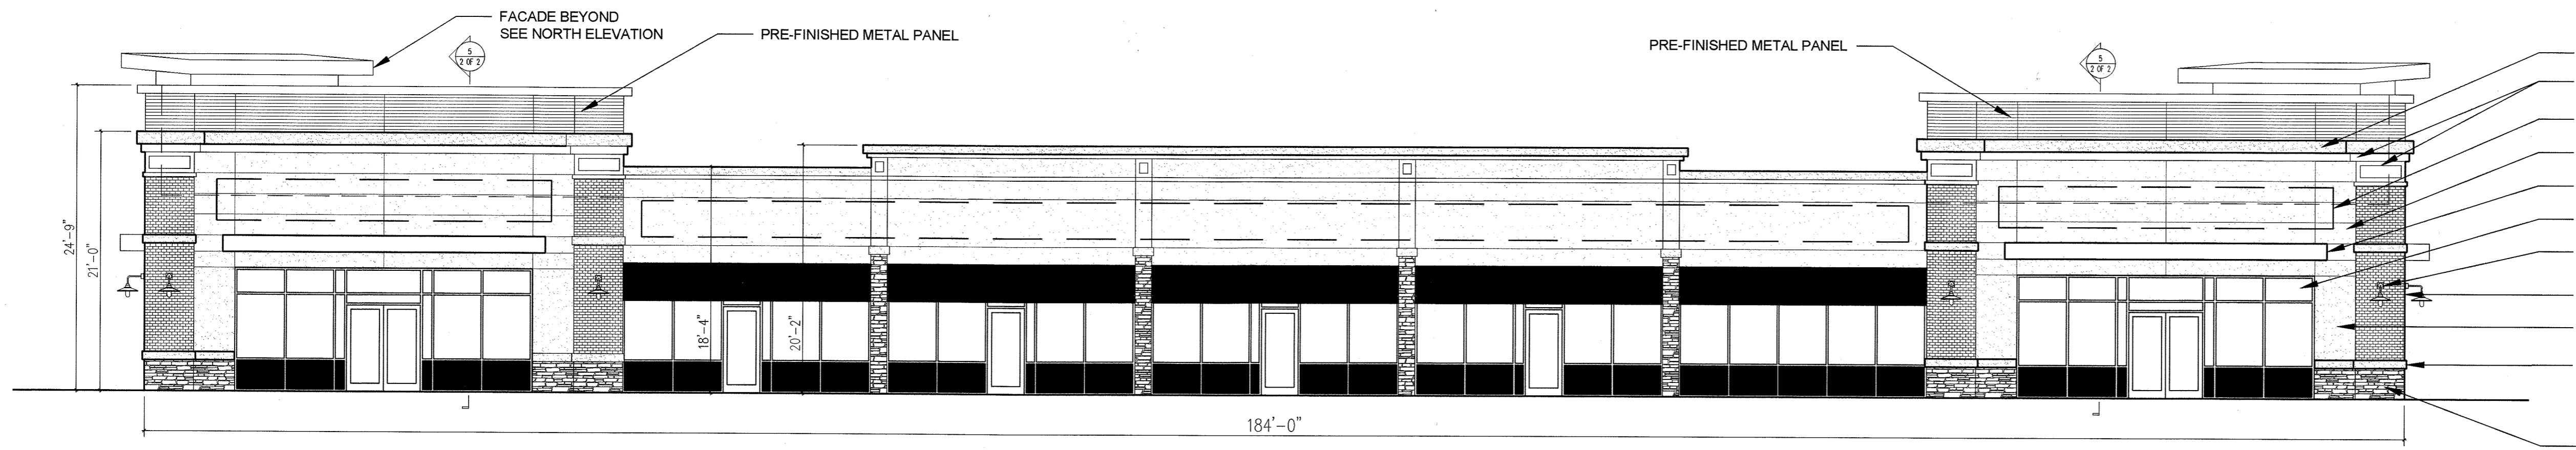 FACADE BEYOND
SEE NORTH ELEVATION
PRE-FINISHED METAL PANEL
PRE-FINISHED METAL PANEL
5
2 OF 2
5
2 OF 2
24'-9"
21'-0"
18'-4"
20'-2"
184'-0"